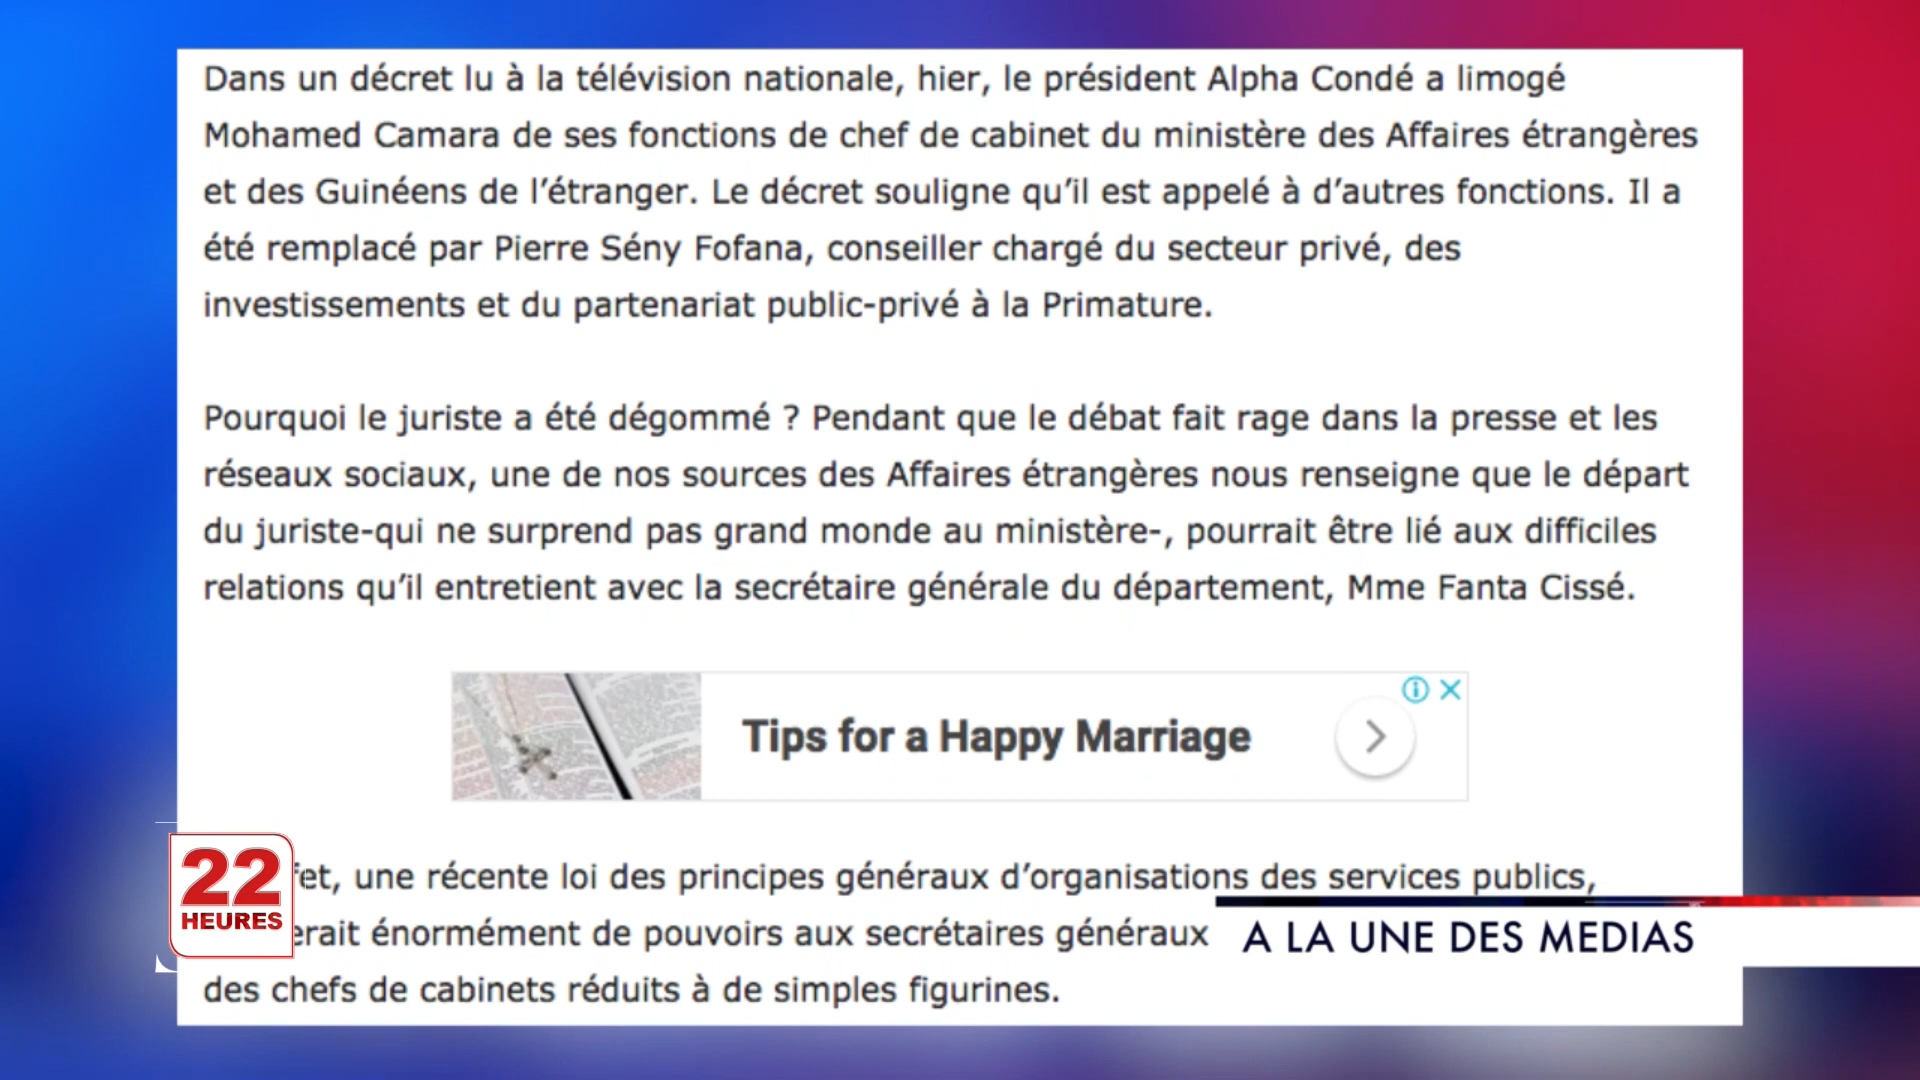 Dans un décret lu à la télévision nationale, hier, le président Alpha Condé a limogé
Mohamed Camara de ses fonctions de chef de cabinet du ministère des Affaires étrangères
et des Guinéens de l’étranger. Le décret souligne qu’il est appelé à d’autres fonctions. Il a
été remplacé par Pierre Sény Fofana, conseiller chargé du secteur privé, des
investissements et du partenariat public-privé à la Primature.
Pourquoi le juriste a été dégommé ? Pendant que le débat fait rage dans la presse et les
réseaux sociaux, une de nos sources des Affaires étrangères nous renseigne que le départ
du juriste-qui ne surprend pas grand monde au ministère-, pourrait être lié aux difficiles
relations qu’il entretient avec la secrétaire générale du département, Mme Fanta Cissé.
Tips for a Happy Marriage
une récente loi des principes généraux d’organisations des services publics,
énormément de pouvoirs aux secrétaires généraux
des chefs de cabinets réduits à de simples figurines.
22
HEURES
A LA UNE DES MEDIAS